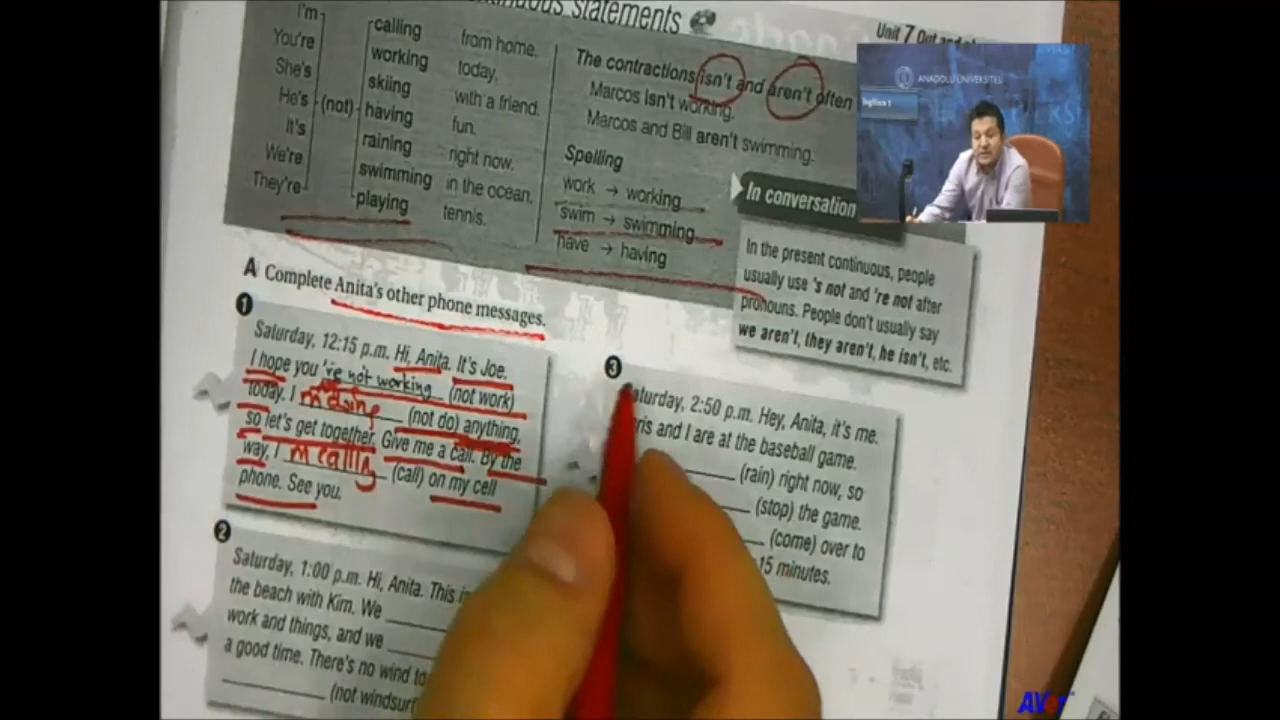 statements
Unit 7 Out and
I'm
You're
She's
He's
It's
We're
They're
(not)
calling
working
skiing
having
raining
swimming
playing
from home.
today.
with a friend.
fun.
right now.
in the ocean.
tennis.
The contractions isn't and aren't often
Marcos isn't working.
Marcos and Bill aren't swimming.
Spelling
work → working
swim → swimming
have → having
In conversation
In the present continuous, people
usually use 's not and 're not after
pronouns. People don't usually say
we aren't, they aren't, he isn't, etc.
ANADOLU ÜNİVERSİTESİ
İngilizce I
A Complete Anita's other phone messages.
1
Saturday, 12:15 p.m. Hi, Anita. It's Joe.
I hope you 're not working (not work)
today. I 'm doing (not do) anything,
so let's get together. Give me a call. By the
way, I 'm calling (call) on my cell
phone. See you.
2
Saturday, 1:00 p.m. Hi, Anita. This
the beach with Kim. We
work and things, and we
a good time. There's no wind
(not windsurf
3
Saturday, 2:50 p.m. Hey, Anita, it's me.
and I are at the baseball game.
(rain) right now, so
(stop) the game.
(come) over to
15 minutes.
AVer